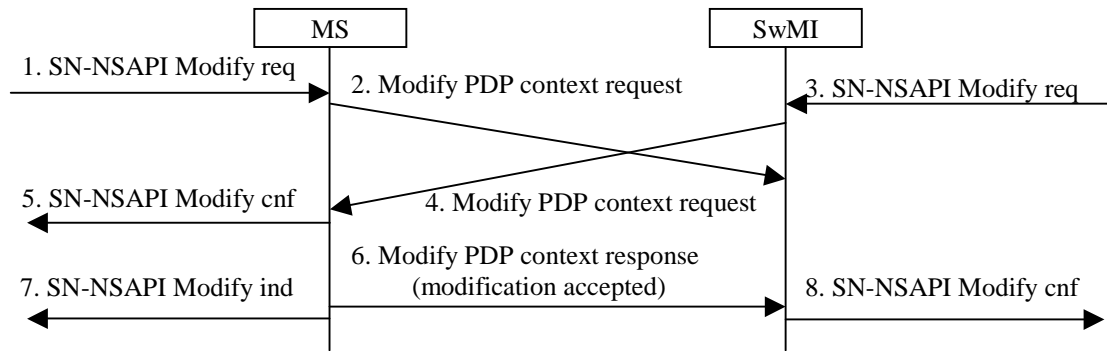 MS
SwMI
1. SN-NSAPI Modify req
2. Modify PDP context request
3. SN-NSAPI Modify req
5. SN-NSAPI Modify cnf
4. Modify PDP context request
6. Modify PDP context response
(modification accepted)
7. SN-NSAPI Modify ind
8. SN-NSAPI Modify cnf